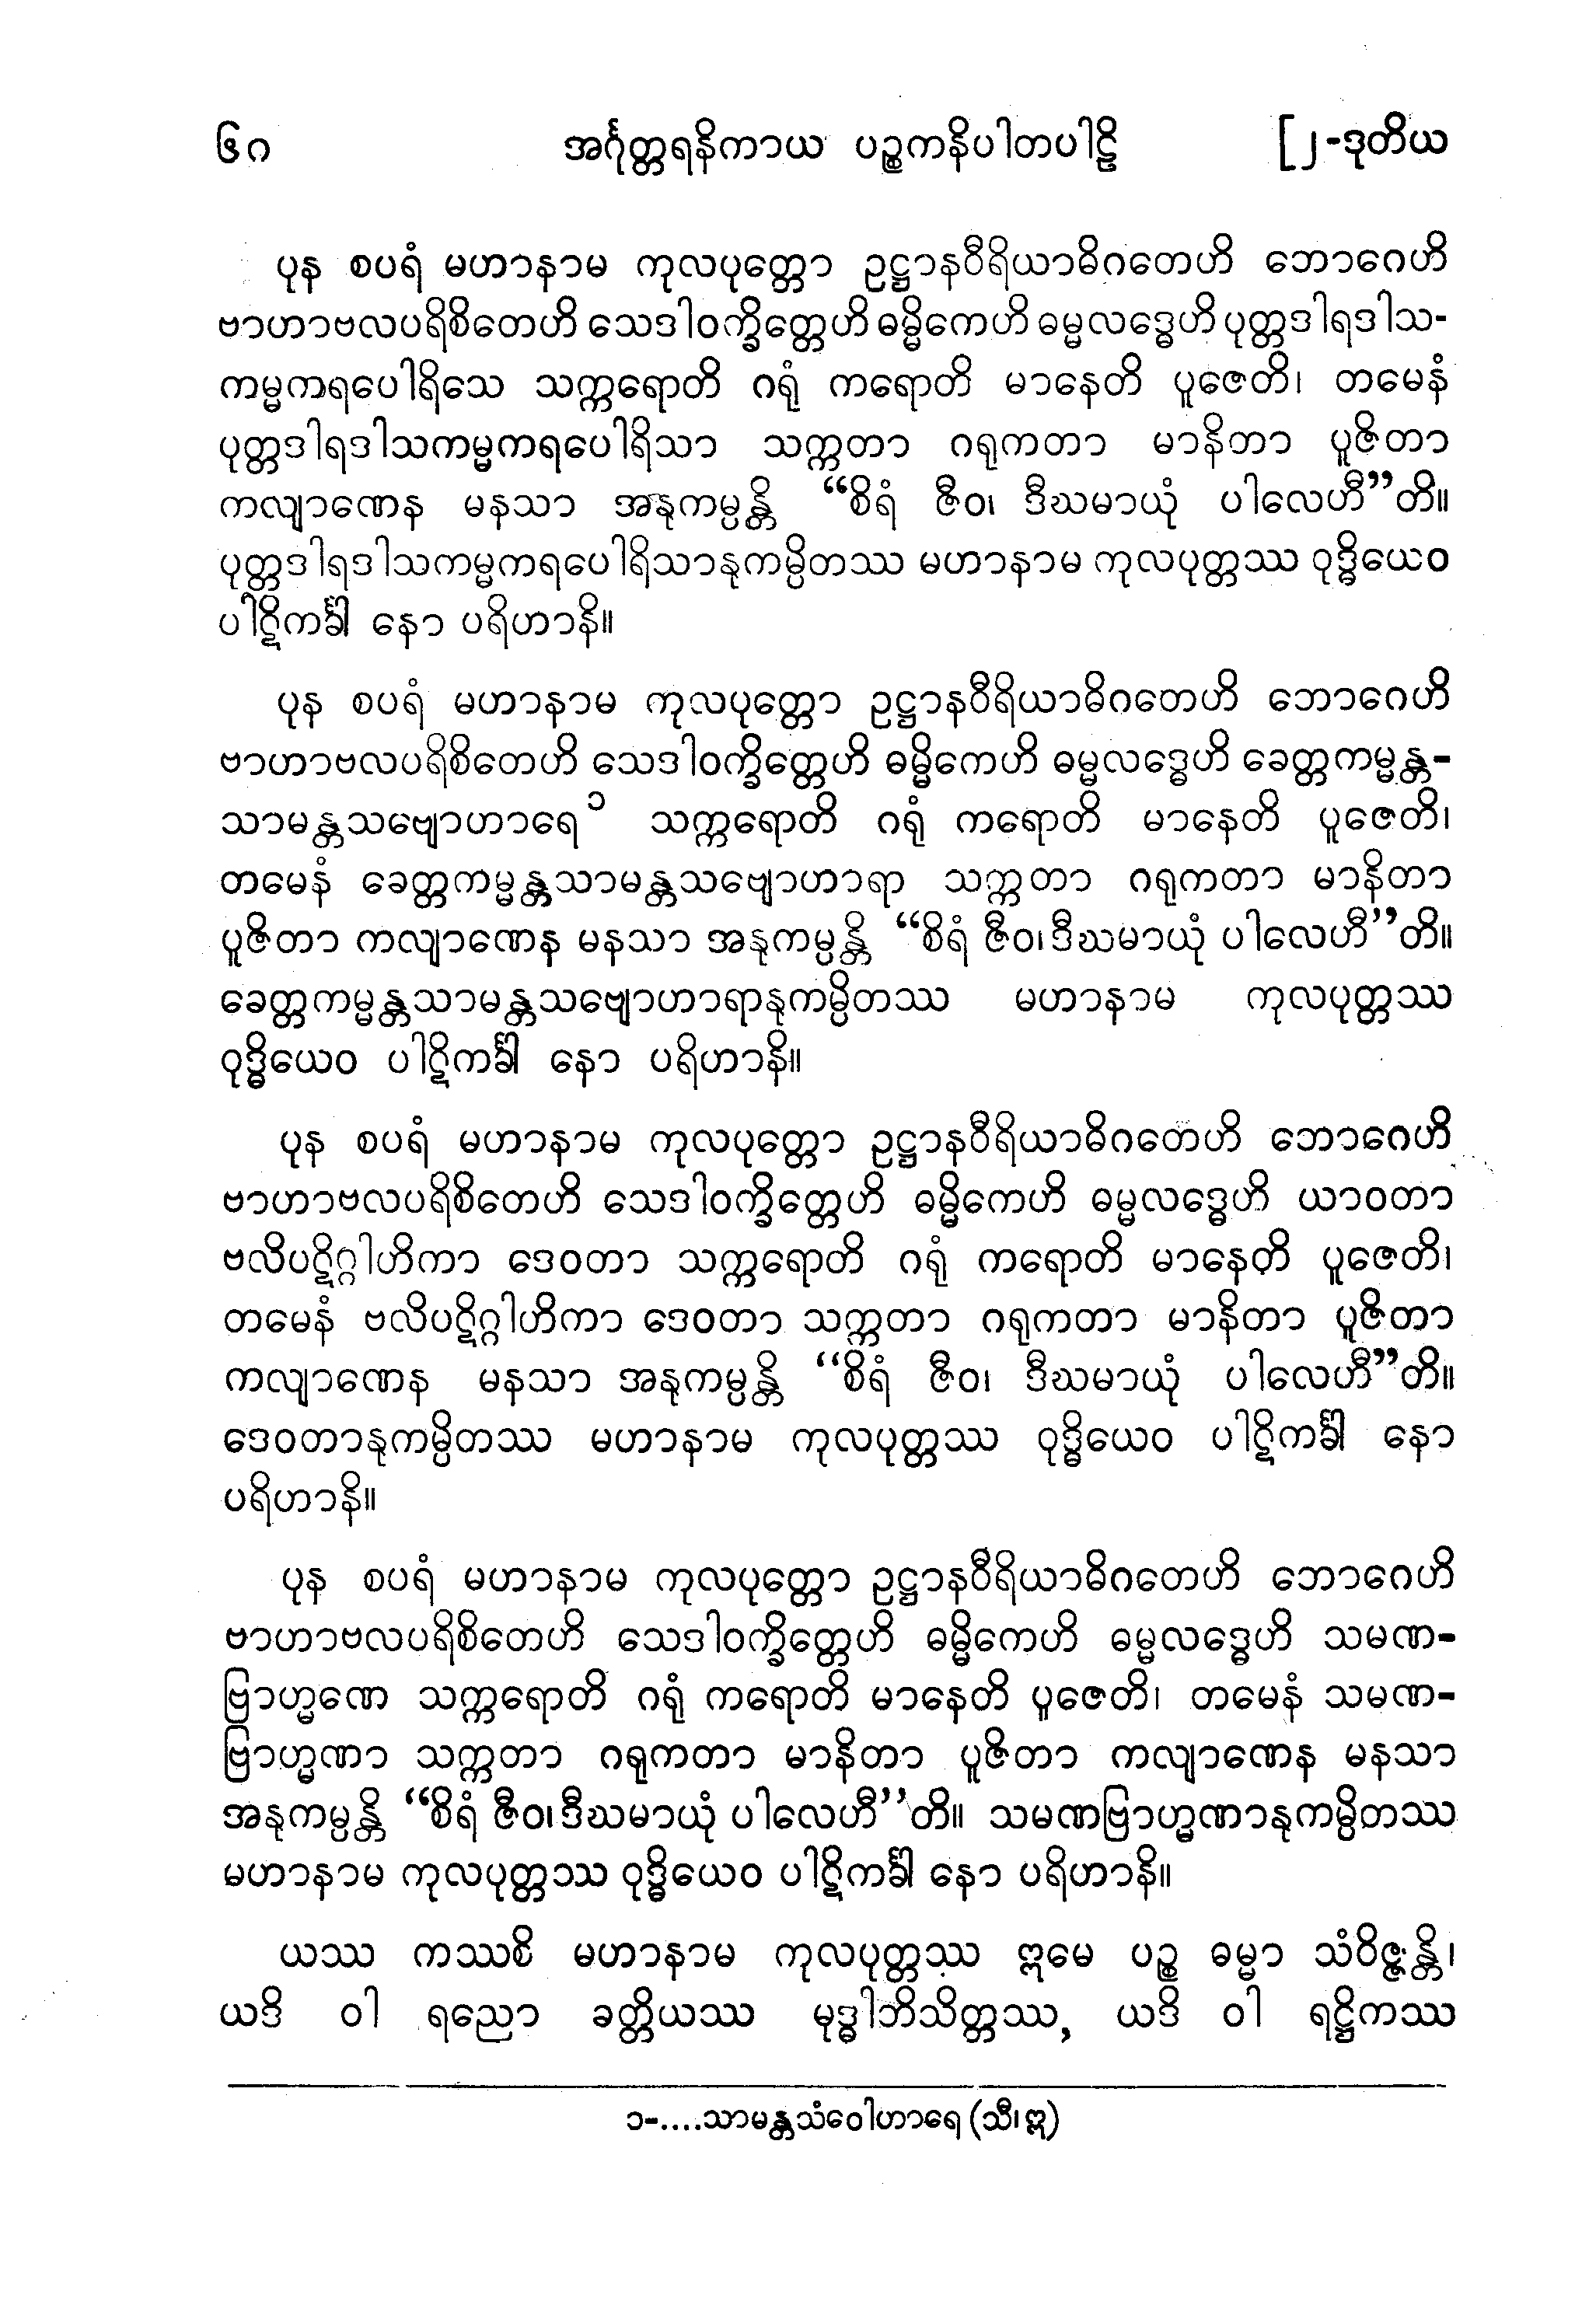 ၆၈ အင်္ဂုတ္တရနိကာယ ပဉ္စကနိပါတပါဠိ [၂-ဒုတိယ
ပုန စပရံ မဟာနာမ ကုလပုတ္တော ဥဋ္ဌာနဝီရိယာဓိဂတေဟိ ဘောဂေဟိ
ဗာဟာဗလပရိစိတေဟိ သေဒါဝက္ခိတ္တေဟိ ဓမ္မိကေဟိ ဓမ္မလဒ္ဓေဟိ ပုတ္တဒါရဒါသ-
ကမ္မကရပေါရိသေ သက္ကရောတိ ဂရုံ ကရောတိ မာနေတိ ပူဇေတိ၊ တမေနံ
ပုတ္တဒါရဒါသကမ္မကရပေါရိသာ သက္ကတာ ဂရုကတာ မာနိတာ ပူဇိတာ
ကလျာဏေန မနသာ အနုကမ္ပန္တိ “စိရံ ဇီဝ၊ ဒီဃမာယုံ ပါလေဟီ”တိ။
ပုတ္တဒါရဒါသကမ္မကရပေါရိသာနုကမ္ပိတဿ မဟာနာမ ကုလပုတ္တဿ ဝုဒ္ဓိယေဝ
ပါဋိကင်္ခါ နော ပရိဟာနိ။
ပုန စပရံ မဟာနာမ ကုလပုတ္တော ဥဋ္ဌာနဝီရိယာဓိဂတေဟိ ဘောဂေဟိ
ဗာဟာဗလပရိစိတေဟိ သေဒါဝက္ခိတ္တေဟိ ဓမ္မိကေဟိ ဓမ္မလဒ္ဓေဟိ ခေတ္တကမ္မန္တ-
သာမန္တသဗျောဟာရေ ၁ သက္ကရောတိ ဂရုံ ကရောတိ မာနေတိ ပူဇေတိ၊
တမေနံ ခေတ္တကမ္မန္တသာမန္တသဗျောဟာရာ သက္ကတာ ဂရုကတာ မာနိတာ
ပူဇိတာ ကလျာဏေန မနသာ အနုကမ္ပန္တိ “စိရံ ဇီဝ၊ ဒီဃမာယုံ ပါလေဟီ”တိ။
ခေတ္တကမ္မန္တသာမန္တသဗျောဟာရာနုကမ္ပိတဿ မဟာနာမ ကုလပုတ္တဿ
ဝုဒ္ဓိယေဝ ပါဋိကင်္ခါ နော ပရိဟာနိ။
ပုန စပရံ မဟာနာမ ကုလပုတ္တော ဥဋ္ဌာနဝီရိယာဓိဂတေဟိ ဘောဂေဟိ
ဗာဟာဗလပရိစိတေဟိ သေဒါဝက္ခိတ္တေဟိ ဓမ္မိကေဟိ ဓမ္မလဒ္ဓေဟိ ယာဝတာ
ဗလိပဋိဂ္ဂါဟိကာ ဒေဝတာ သက္ကရောတိ ဂရုံ ကရောတိ မာနေတိ ပူဇေတိ၊
တမေနံ ဗလိပဋိဂ္ဂါဟိကာ ဒေဝတာ သက္ကတာ ဂရုကတာ မာနိတာ ပူဇိတာ
ကလျာဏေန မနသာ အနုကမ္ပန္တိ “စိရံ ဇီဝ၊ ဒီဃမာယုံ ပါလေဟီ”တိ။
ဒေဝတာနုကမ္ပိတဿ မဟာနာမ ကုလပုတ္တဿ ဝုဒ္ဓိယေဝ ပါဋိကင်္ခါ နော
ပရိဟာနိ။
ပုန စပရံ မဟာနာမ ကုလပုတ္တော ဥဋ္ဌာနဝီရိယာဓိဂတေဟိ ဘောဂေဟိ
ဗာဟာဗလပရိစိတေဟိ သေဒါဝက္ခိတ္တေဟိ ဓမ္မိကေဟိ ဓမ္မလဒ္ဓေဟိ သမဏ-
ဗြာဟ္မဏေ သက္ကရောတိ ဂရုံ ကရောတိ မာနေတိ ပူဇေတိ၊ တမေနံ သမဏ-
ဗြာဟ္မဏာ သက္ကတာ ဂရုကတာ မာနိတာ ပူဇိတာ ကလျာဏေန မနသာ
အနုကမ္ပန္တိ “စိရံ ဇီဝ၊ ဒီဃမာယုံ ပါလေဟီ”တိ။ သမဏဗြာဟ္မဏာနုကမ္ပိတဿ
မဟာနာမ ကုလပုတ္တဿ ဝုဒ္ဓိယေဝ ပါဋိကင်္ခါ နော ပရိဟာနိ။
ယဿ ကဿစိ မဟာနာမ ကုလပုတ္တဿ ဣမေ ပဉ္စ ဓမ္မာ သံဝိဇ္ဇန္တိ၊
ယဒိ ဝါ ရညော ခတ္တိယဿ မုဒ္ဓါဘိသိတ္တဿ, ယဒိ ဝါ ရဋ္ဌိကဿ
၁-....သာမန္တသံဝေါဟာရေ (သီ၊ ဣ)